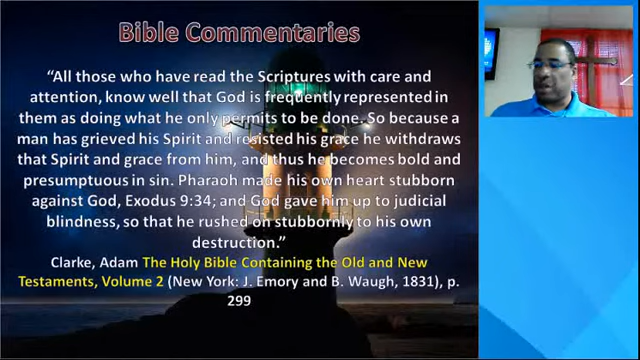 Bible Commentaries
“All those who have read the Scriptures with care and
attention, know well that God is frequently represented in
them as doing what he only permits to be done. So because a
man has grieved his Spirit and resisted his grace he withdraws
that Spirit and grace from him, and thus he becomes bold and
presumptuous in sin. Pharaoh made his own heart stubborn
against God, Exodus 9:34; and God gave him up to judicial
blindness, so that he rushed on stubbornly to his own
destruction.”
Clarke, Adam The Holy Bible Containing the Old and New
Testaments, Volume 2 (New York: J. Emory and B. Waugh, 1831), p.
299